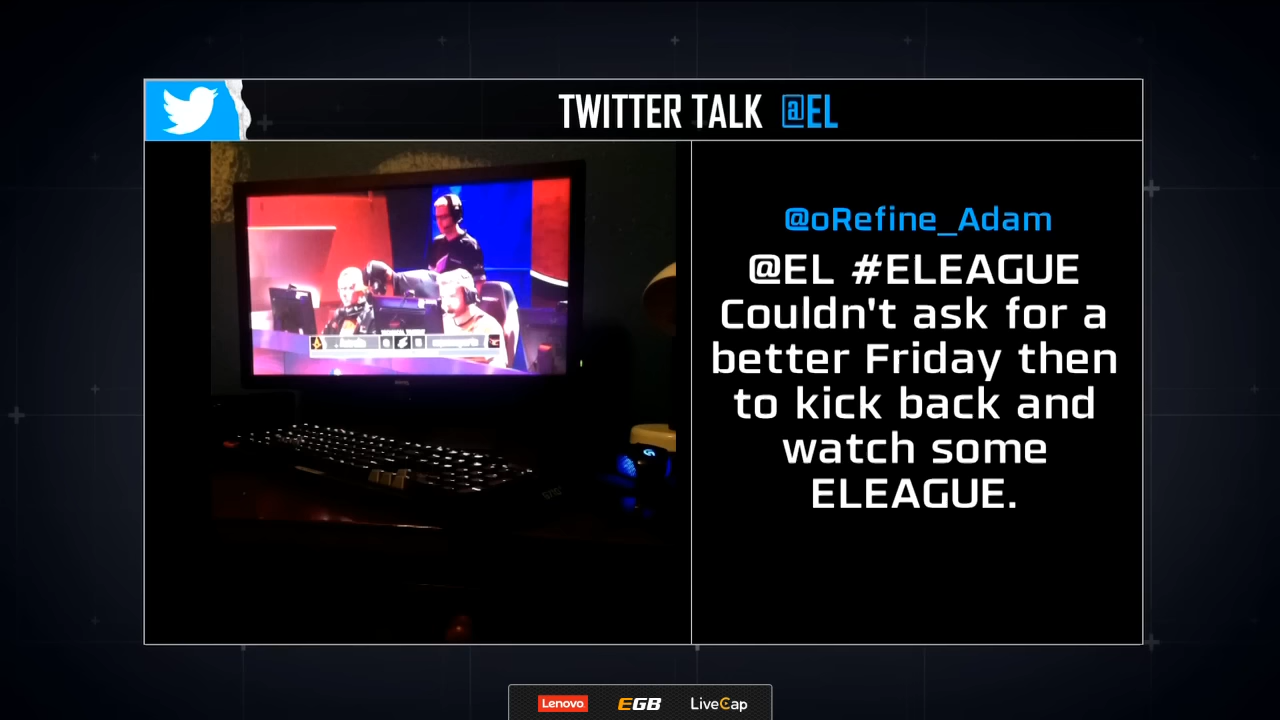 TWITTER TALK @EL
@oRefine_Adam
@EL #ELEAGUE
Couldn't ask for a
better Friday then
to kick back and
watch some
ELEAGUE.
Lenovo EGB LiveCap